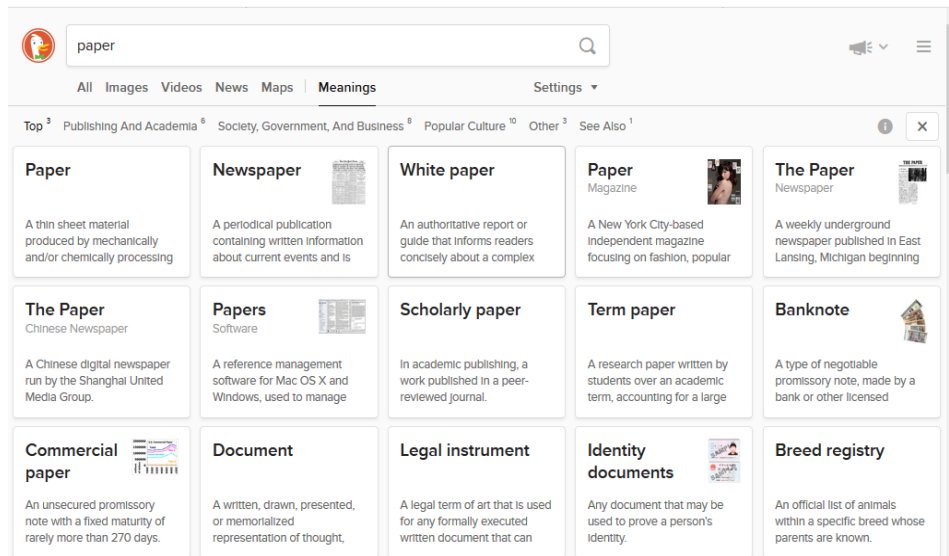 paper
All Images Videos News Maps Meanings Settings
Top 3 Publishing And Academia 6 Society, Government, And Business 8 Popular Culture 10 Other 3 See Also 1
Paper
A thin sheet material
produced by mechanically
and/or chemically processing
Newspaper
A periodical publication
containing written information
about current events and is
White paper
An authoritative report or
guide that informs readers
concisely about a complex
Paper
Magazine
A New York City-based
independent magazine
focusing on fashion, popular
The Paper
Newspaper
THE PAPER
A weekly underground
newspaper published in East
Lansing, Michigan beginning
The Paper
Chinese Newspaper
A Chinese digital newspaper
run by the Shanghai United
Media Group.
Papers
Software
A reference management
software for Mac OS X and
Windows, used to manage
Scholarly paper
In academic publishing, a
work published in a peer-
reviewed journal.
Term paper
A research paper written by
students over an academic
term, accounting for a large
Banknote
A type of negotiable
promissory note, made by a
bank or other licensed
Commercial
paper
An unsecured promissory
note with a fixed maturity of
rarely more than 270 days.
Document
A written, drawn, presented,
or memorialized
representation of thought,
Legal instrument
A legal term of art that is used
for any formally executed
written document that can
Identity
documents
Any document that may be
used to prove a person's
identity.
Breed registry
An official list of animals
within a specific breed whose
parents are known.